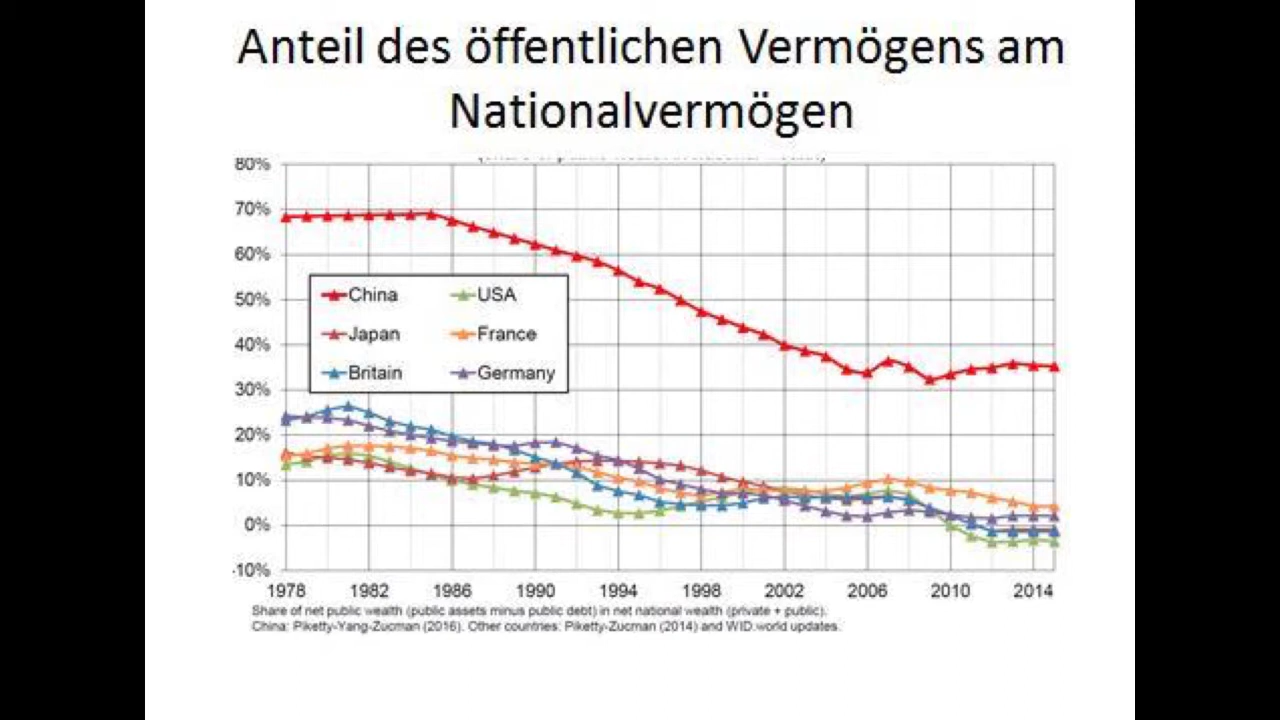 Anteil des öffentlichen Vermögens am
Nationalvermögen
80%
70%
60%
50%
40%
30%
20%
10%
0%
-10%
China
USA
Japan
France
Britain
Germany
1978 1982 1986 1990 1994 1998 2002 2006 2010 2014
Share of net public wealth (public assets minus public debt) in net national wealth (private + public).
China: Piketty-Yang-Zucman (2016). Other countries: Piketty-Zucman (2014) and WID.world updates.